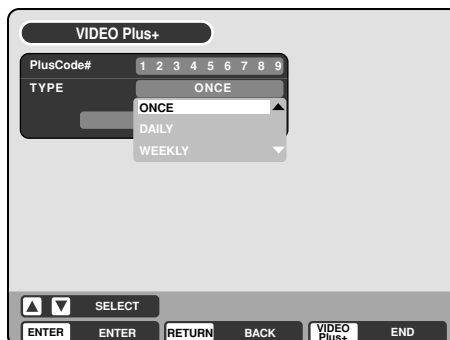 VIDEO Plus+
PlusCode# 1 2 3 4 5 6 7 8 9
TYPE ONCE
ONCE
DAILY
WEEKLY
SELECT
ENTER ENTER RETURN BACK VIDEO Plus+ END